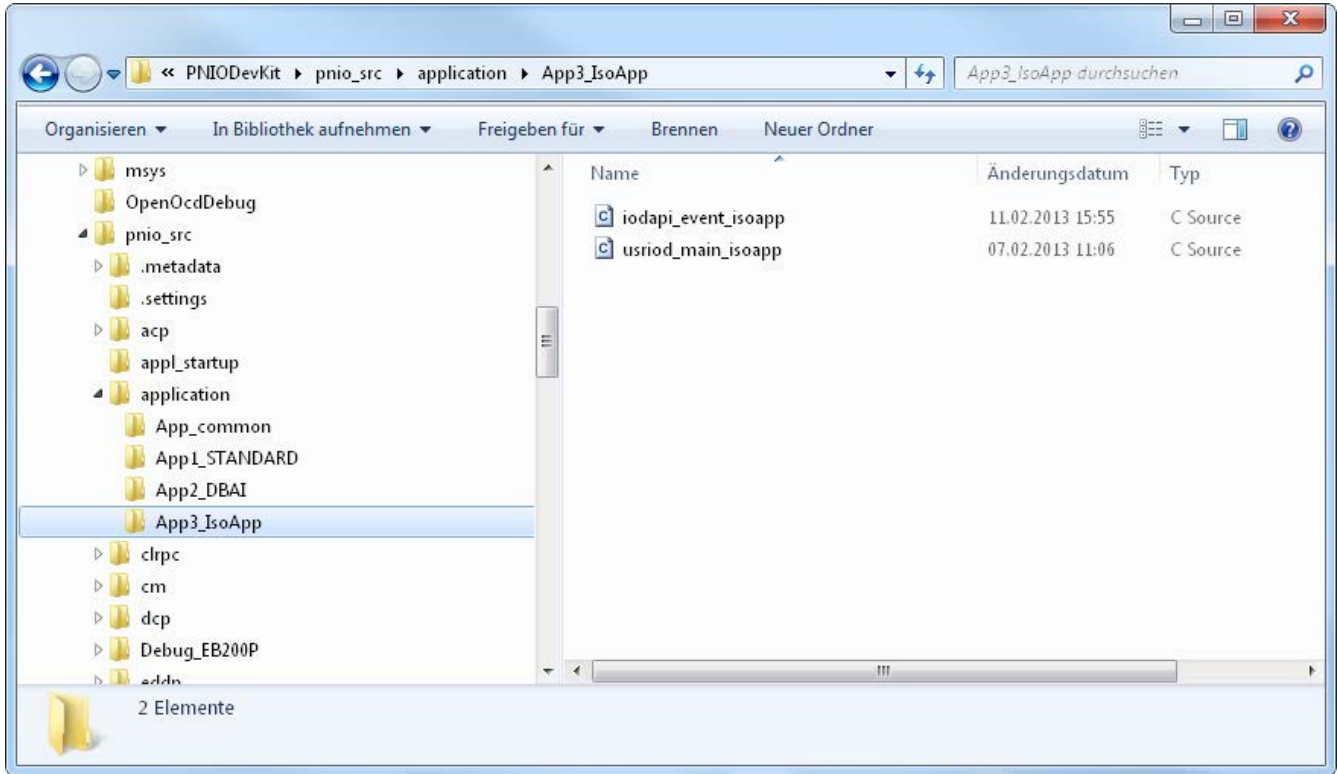 « PNIODevKit ▸ pnio_src ▸ application ▸ App3_IsoApp
App3_IsoApp durchsuchen
Organisieren ▾ In Bibliothek aufnehmen ▾ Freigeben für ▾ Brennen Neuer Ordner
msys
OpenOcdDebug
pnio_src
.metadata
.settings
acp
appl_startup
application
App_common
App1_STANDARD
App2_DBAI
App3_IsoApp
clrpc
cm
dcp
Debug_EB200P
eddp
Name Änderungsdatum Typ
iodapi_event_isoapp 11.02.2013 15:55 C Source
usriod_main_isoapp 07.02.2013 11:06 C Source
2 Elemente